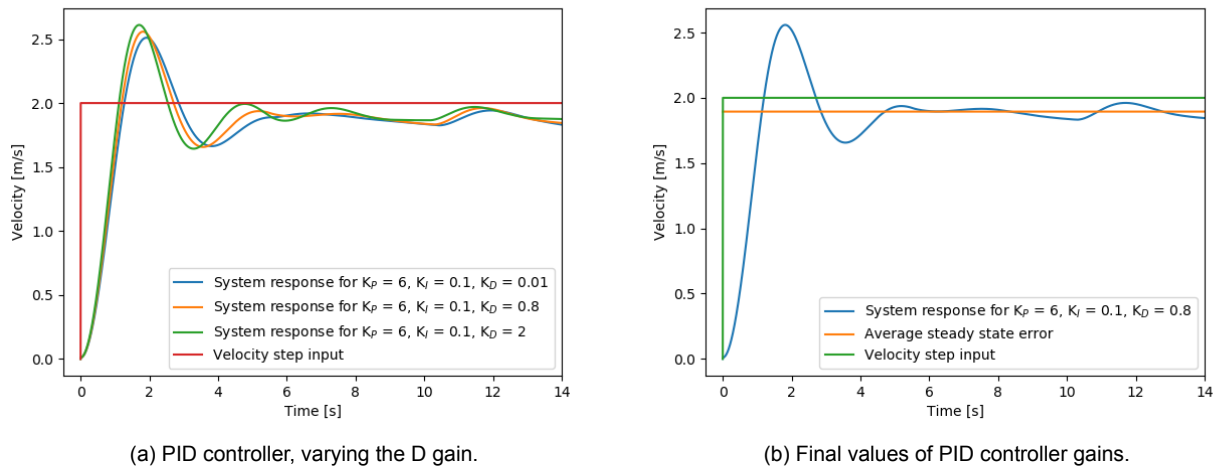 2.5
2.0
1.5
1.0
0.5
0.0
Velocity [m/s]
System response for K_P = 6, K_I = 0.1, K_D = 0.01
System response for K_P = 6, K_I = 0.1, K_D = 0.8
System response for K_P = 6, K_I = 0.1, K_D = 2
Velocity step input
0 2 4 6 8 10 12 14
Time [s]
(a) PID controller, varying the D gain.
2.5
2.0
1.5
1.0
0.5
0.0
Velocity [m/s]
System response for K_P = 6, K_I = 0.1, K_D = 0.8
Average steady state error
Velocity step input
0 2 4 6 8 10 12 14
Time [s]
(b) Final values of PID controller gains.